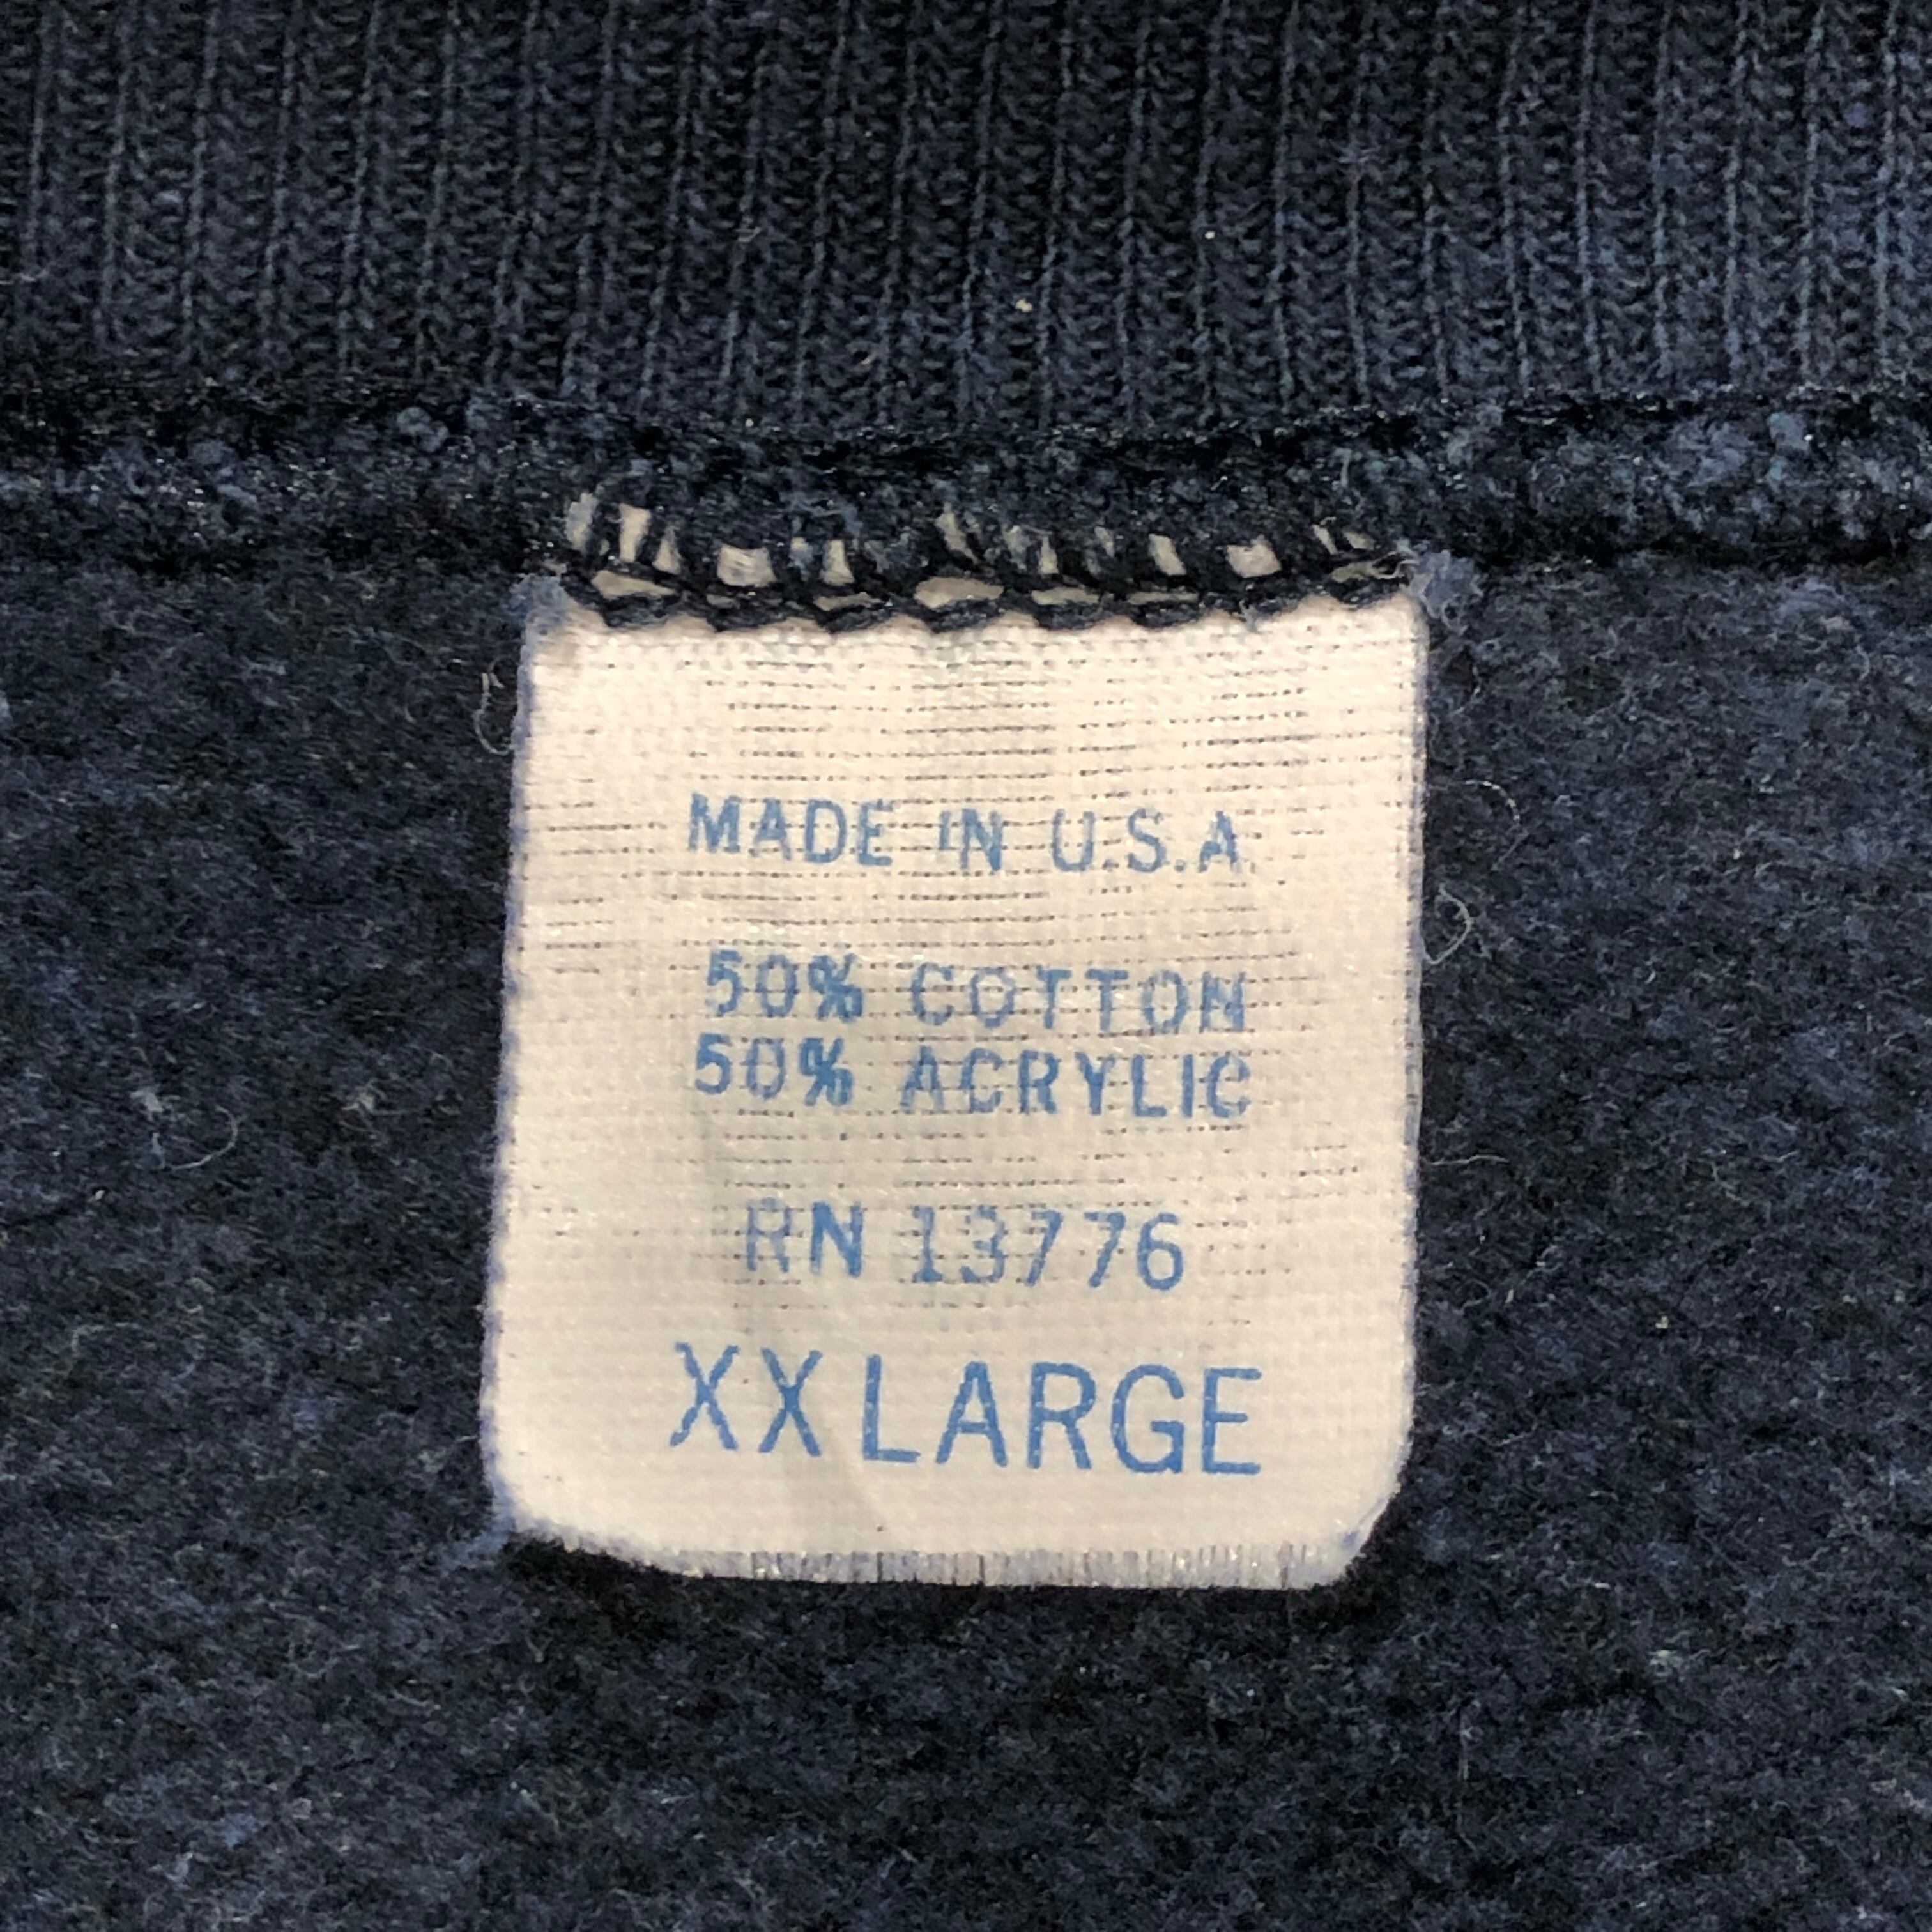 MADE IN U.S.A.
50% COTTON
50% ACRYLIC
RN 13776
XX LARGE